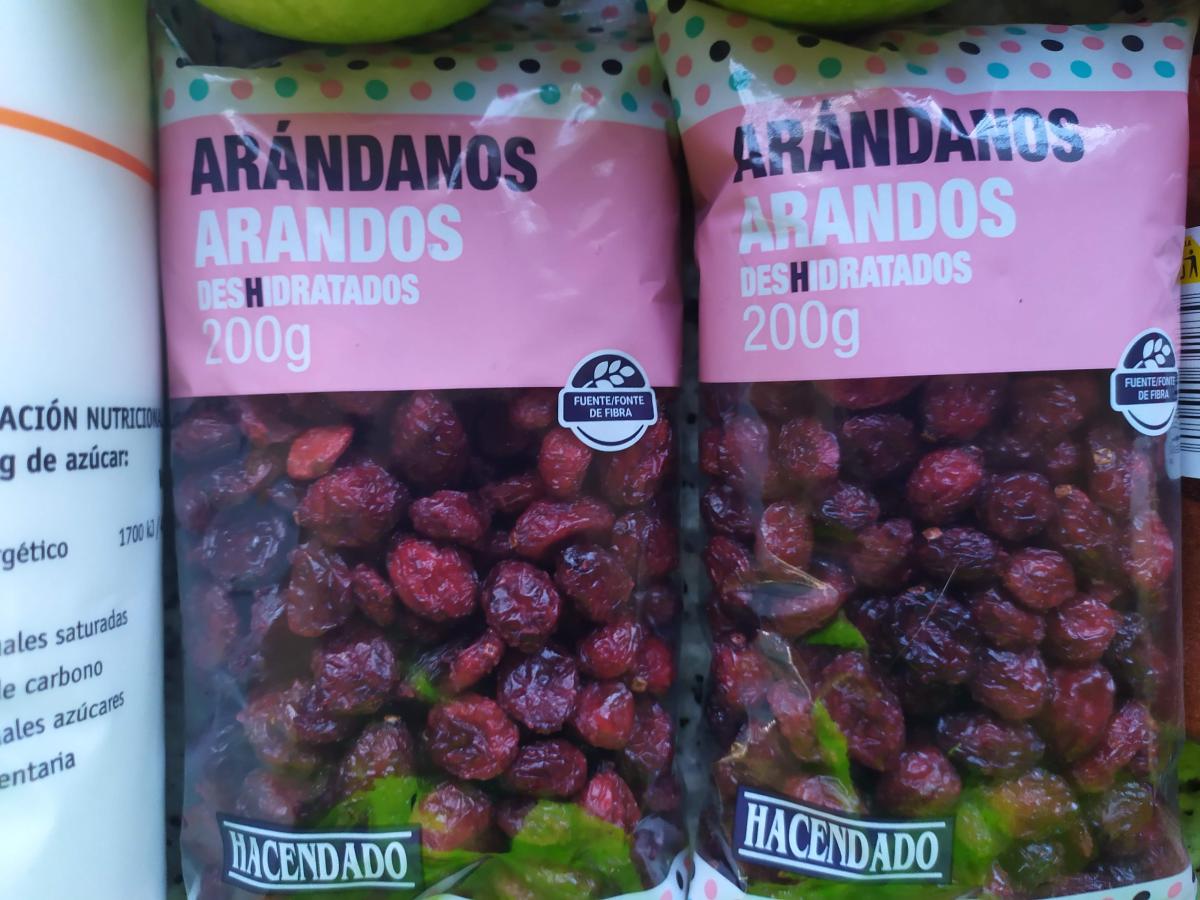 ACIÓN NUTRICIONA
g de azúcar:
rgético
1700 kJ /
ales saturadas
de carbono
ales azúcares
entaria
ARÁNDANOS
ARANDOS
DESHIDRATADOS
200g
FUENTE/FONTE
DE FIBRA
HACENDADO
ARÁNDANOS
ARANDOS
DESHIDRATADOS
200g
FUENTE/FONTE
DE FIBRA
HACENDADO